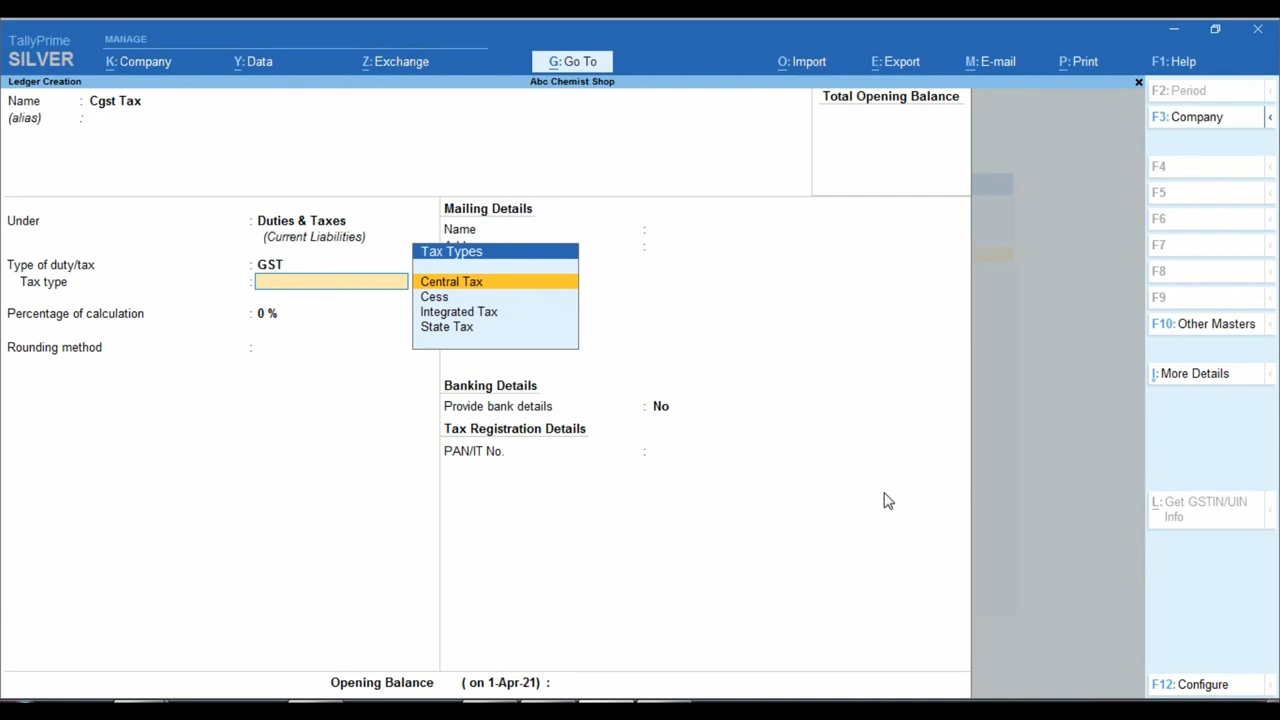 TallyPrime
SILVER
MANAGE
K: Company
Y: Data
Z: Exchange
G: Go To
O: Import
E: Export
M: E-mail
P: Print
F1: Help
Ledger Creation
Abc Chemist Shop
Name : Cgst Tax
(alias) :
Total Opening Balance
Under : Duties & Taxes
(Current Liabilities)
Type of duty/tax : GST
Tax type :
Percentage of calculation : 0 %
Rounding method :
Mailing Details
Name :
:
Tax Types
Central Tax
Cess
Integrated Tax
State Tax
Banking Details
Provide bank details : No
Tax Registration Details
PAN/IT No. :
Opening Balance ( on 1-Apr-21) :
F2: Period
F3: Company
F4
F5
F6
F7
F8
F9
F10: Other Masters
I: More Details
L: Get GSTIN/UIN
Info
F12: Configure